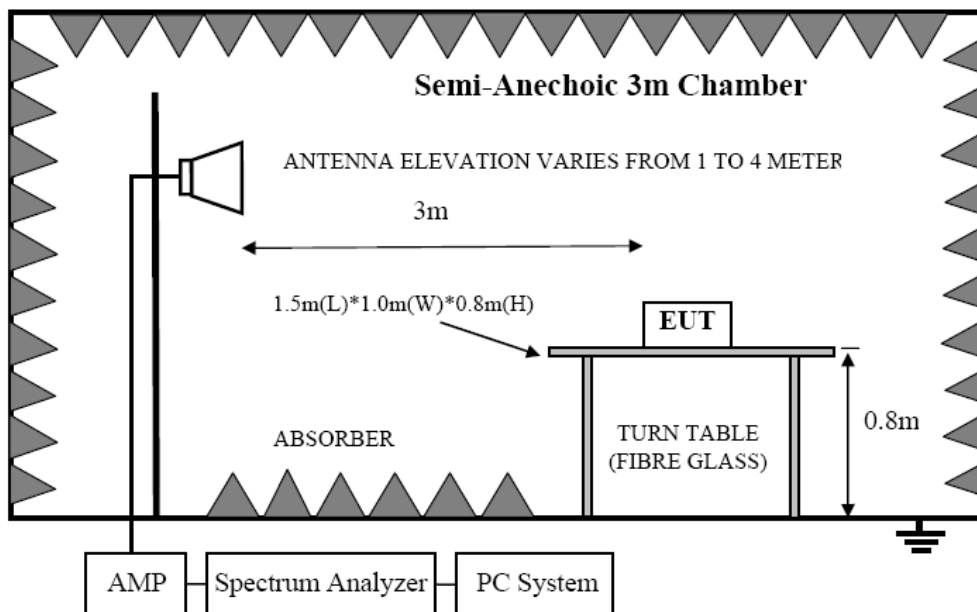 Semi-Anechoic 3m Chamber
ANTENNA ELEVATION VARIES FROM 1 TO 4 METER
3m
1.5m(L)*1.0m(W)*0.8m(H)
EUT
0.8m
ABSORBER
TURN TABLE
(FIBRE GLASS)
AMP
Spectrum Analyzer
PC System